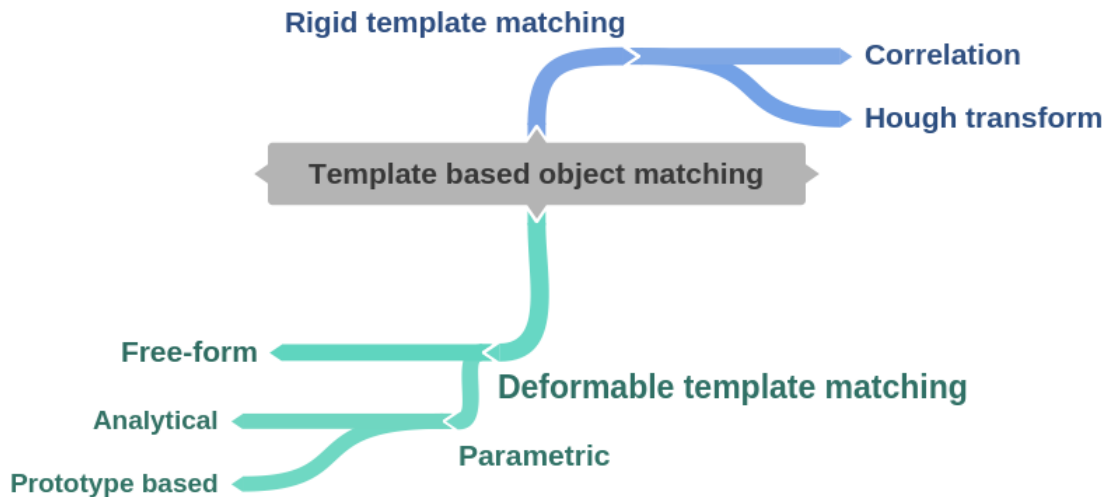 Rigid template matching
Correlation
Hough transform
Template based object matching
Free-form
Deformable template matching
Analytical
Parametric
Prototype based